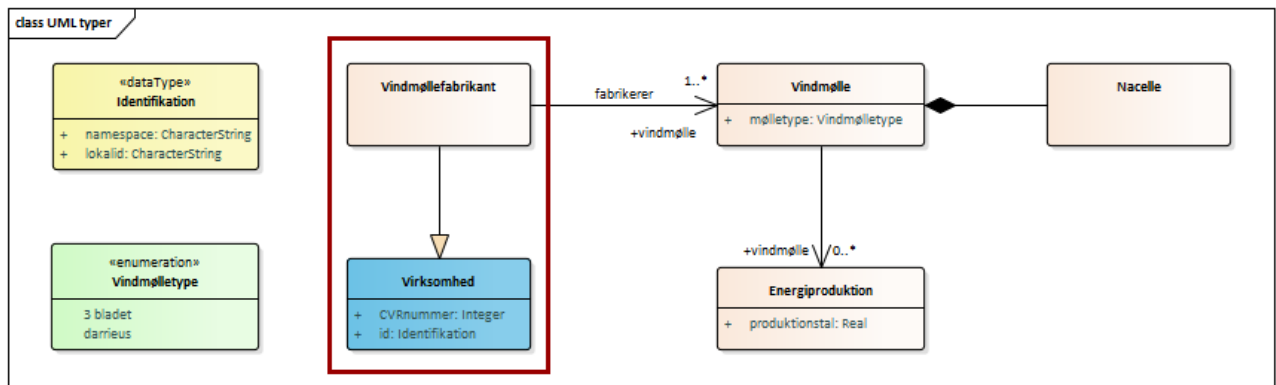 class UML typer
«dataType»
Identifikation
+ namespace: CharacterString
+ lokalid: CharacterString
«enumeration»
Vindmølletype
3 bladet
darrieus
Vindmøllefabrikant
fabrikerer
1..*
+vindmølle
Virksomhed
+ CVRnummer: Integer
+ id: Identifikation
Vindmølle
+ mølletype: Vindmølletype
+vindmølle
0..*
Energiproduktion
+ produktionstal: Real
Nacelle